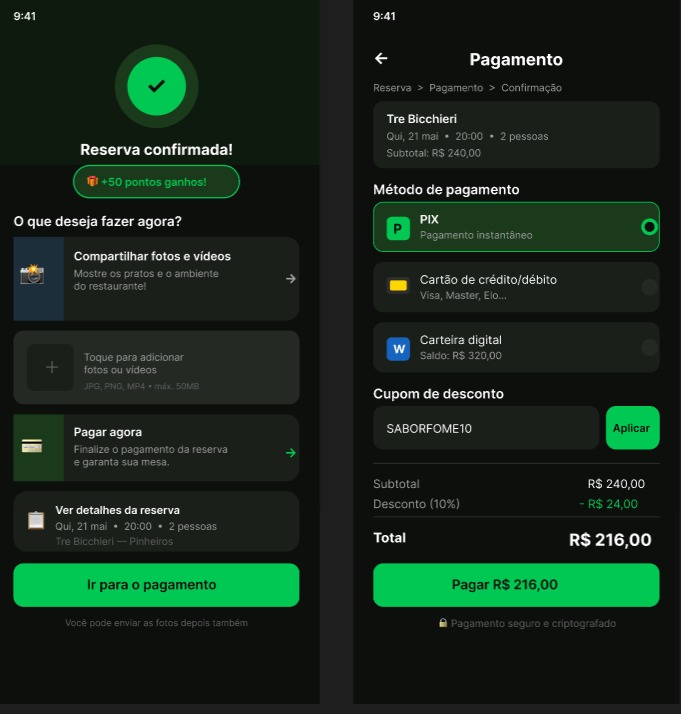 9:41
Reserva confirmada!
+50 pontos ganhos!
O que deseja fazer agora?
Compartilhar fotos e vídeos
Mostre os pratos e o ambiente
do restaurante!
→
+
Toque para adicionar
fotos ou vídeos
JPG, PNG, MP4 • máx. 50MB
Pagar agora
Finalize o pagamento da reserva
e garanta sua mesa.
→
Ver detalhes da reserva
Qui, 21 mai • 20:00 • 2 pessoas
Tre Bicchieri — Pinheiros
Ir para o pagamento
Você pode enviar as fotos depois também
9:41
← Pagamento
Reserva > Pagamento > Confirmação
Tre Bicchieri
Qui, 21 mai • 20:00 • 2 pessoas
Subtotal: R$ 240,00
Método de pagamento
P
PIX
Pagamento instantâneo
Cartão de crédito/débito
Visa, Master, Elo...
W
Carteira digital
Saldo: R$ 320,00
Cupom de desconto
SABORFOME10
Aplicar
Subtotal R$ 240,00
Desconto (10%) - R$ 24,00
Total R$ 216,00
Pagar R$ 216,00
Pagamento seguro e criptografado